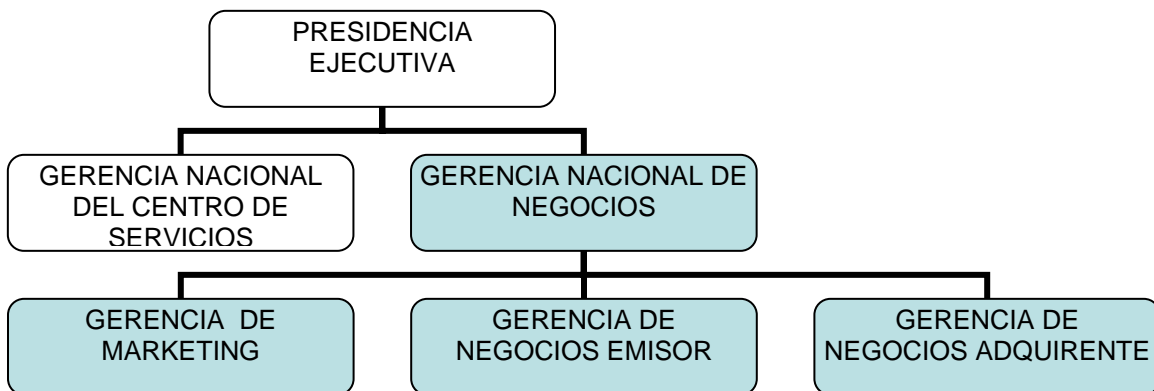 PRESIDENCIA
EJECUTIVA
GERENCIA NACIONAL
DEL CENTRO DE
SERVICIOS
GERENCIA NACIONAL DE
NEGOCIOS
GERENCIA DE
MARKETING
GERENCIA DE
NEGOCIOS EMISOR
GERENCIA DE
NEGOCIOS ADQUIRENTE